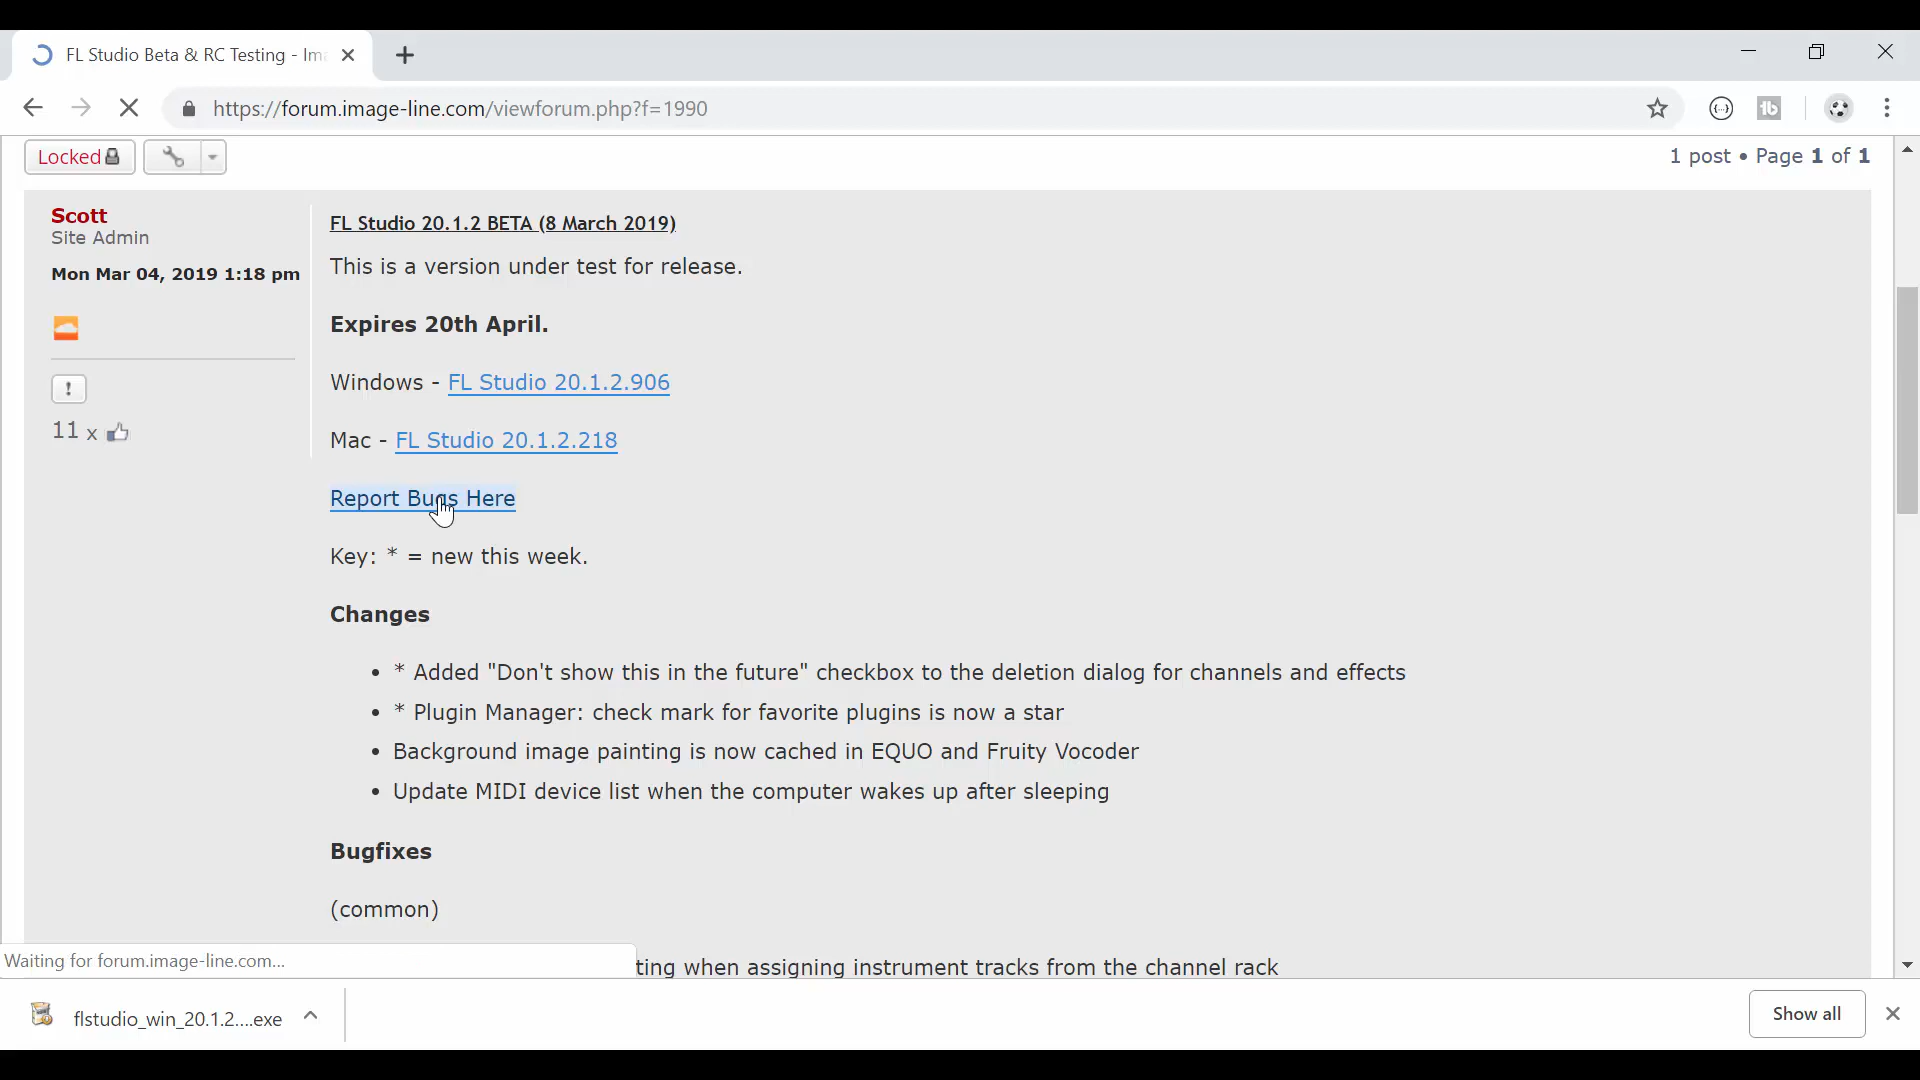 FL Studio Beta & RC Testing - Im
https://forum.image-line.com/viewforum.php?f=1990
Locked
1 post • Page 1 of 1
Scott
Site Admin
Mon Mar 04, 2019 1:18 pm
!
11 x
FL Studio 20.1.2 BETA (8 March 2019)
This is a version under test for release.
Expires 20th April.
Windows - FL Studio 20.1.2.906
Mac - FL Studio 20.1.2.218
Report Bugs Here
Key: * = new this week.
Changes
• * Added "Don't show this in the future" checkbox to the deletion dialog for channels and effects
• * Plugin Manager: check mark for favorite plugins is now a star
• Background image painting is now cached in EQUO and Fruity Vocoder
• Update MIDI device list when the computer wakes up after sleeping
Bugfixes
(common)
ting when assigning instrument tracks from the channel rack
Waiting for forum.image-line.com...
flstudio_win_20.1.2....exe
Show all